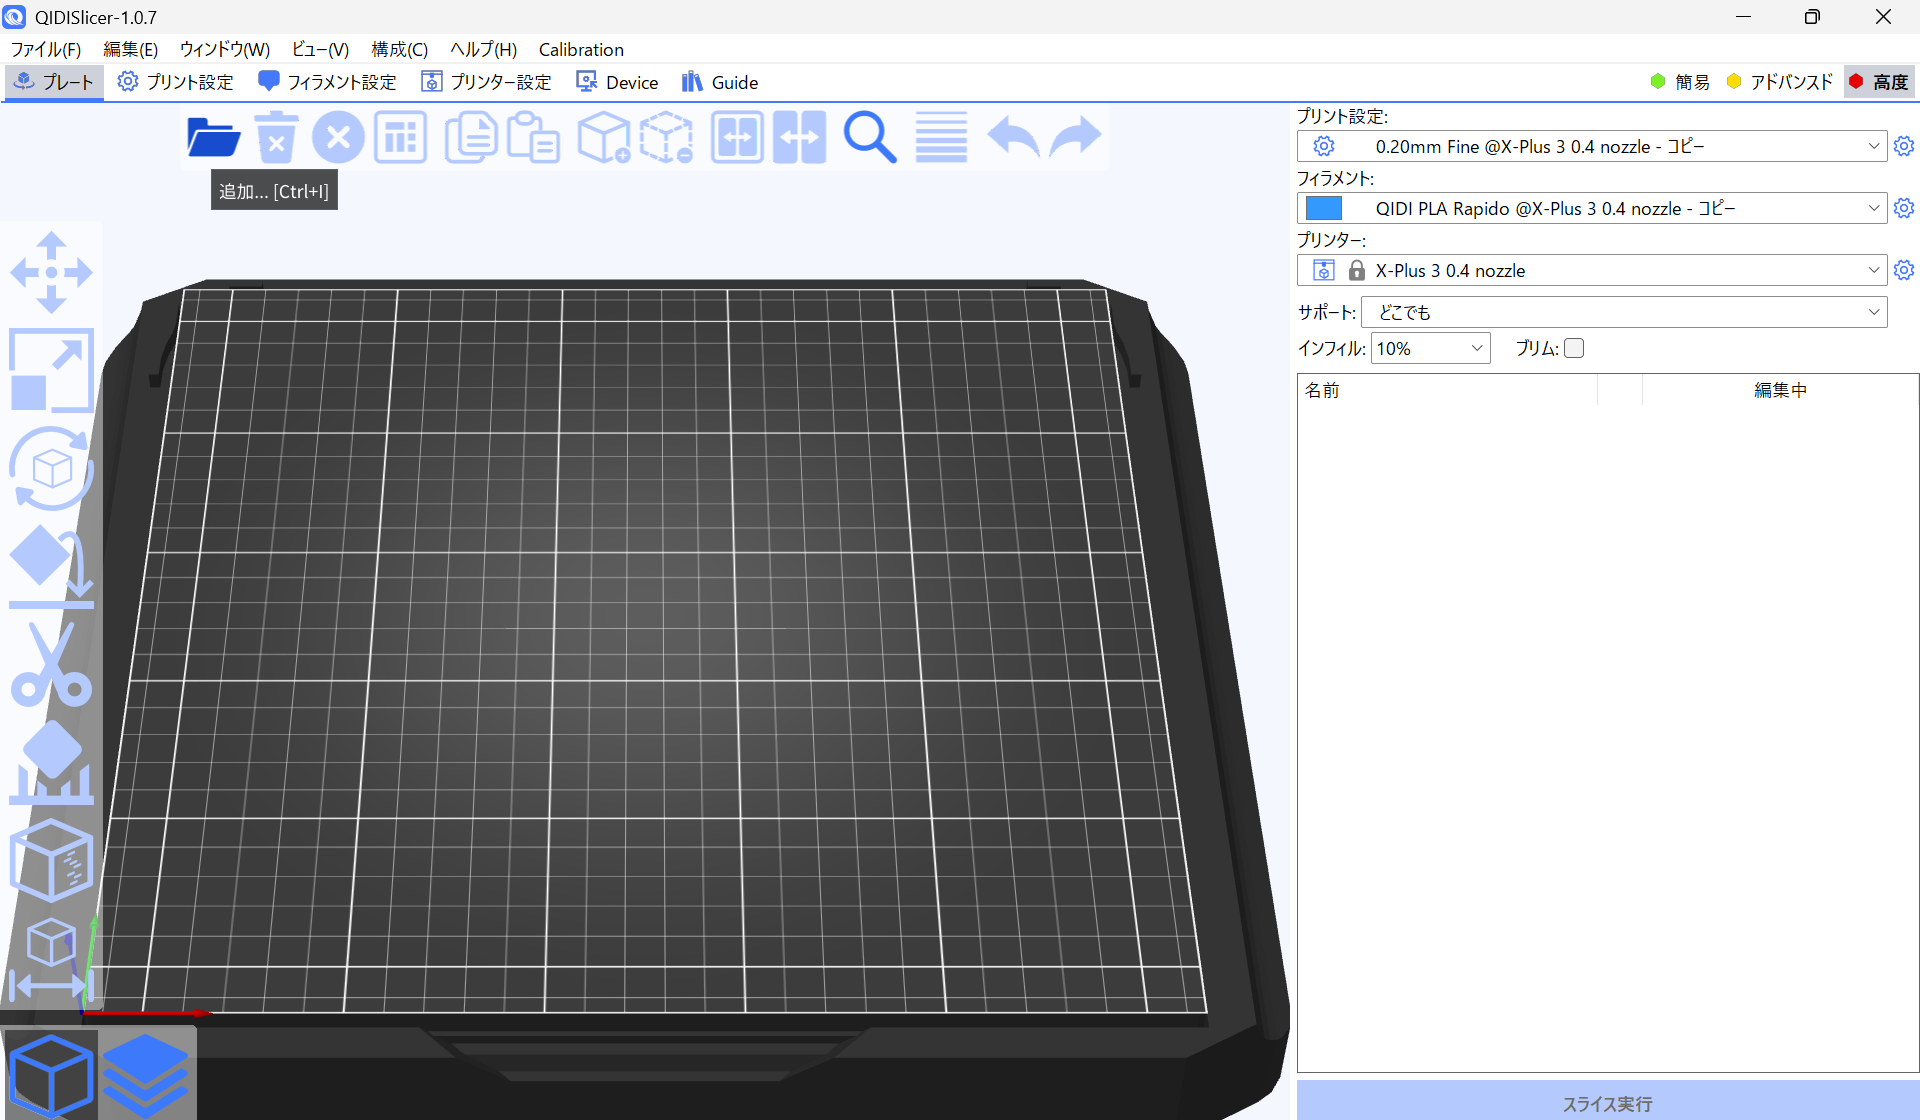 QIDISlicer-1.0.7
ファイル(F) 編集(E) ウィンドウ(W) ビュー(V) 構成(C) ヘルプ(H) Calibration
プレート プリント設定 フィラメント設定 プリンター設定 Device Guide 簡易 アドバンスド 高度
追加... [Ctrl+I]
プリント設定:
0.20mm Fine @X-Plus 3 0.4 nozzle - コピー
フィラメント:
QIDI PLA Rapido @X-Plus 3 0.4 nozzle - コピー
プリンター:
X-Plus 3 0.4 nozzle
サポート: どこでも
インフィル: 10% ブリム:
名前 編集中
スライス実行